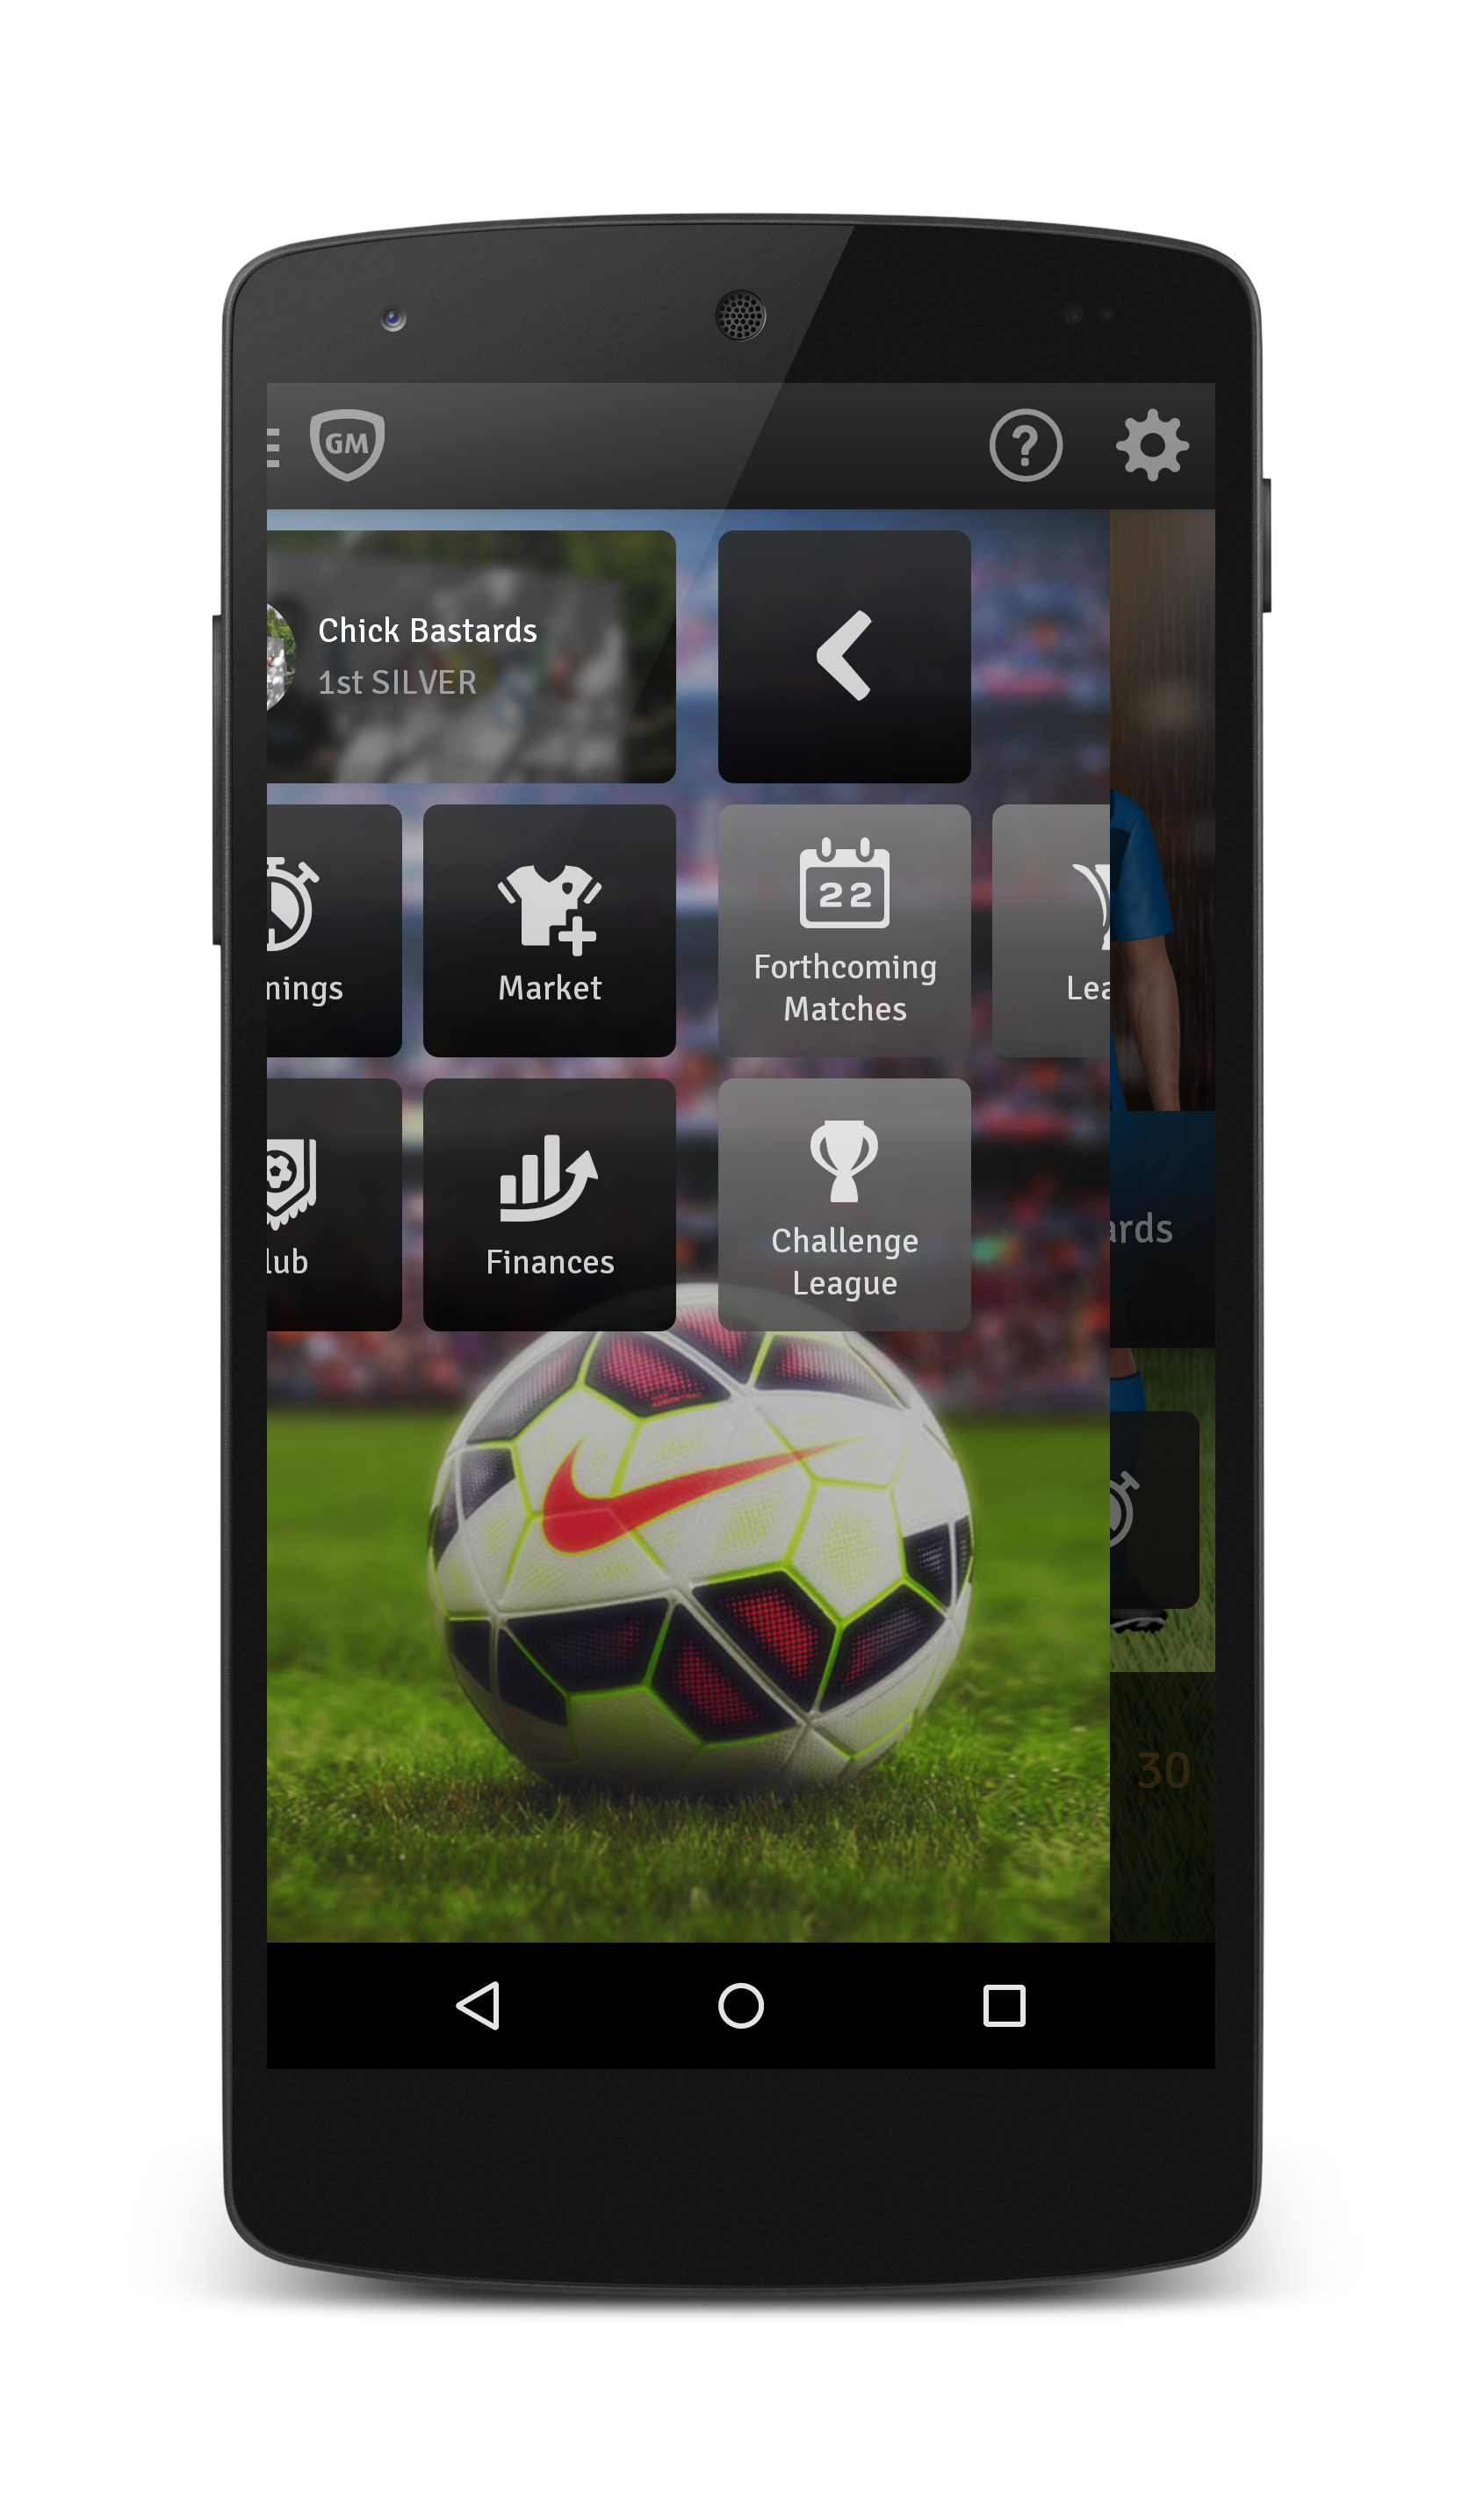 GM
Chick Bastards
1st SILVER
nings
Market
22
Forthcoming
Matches
Lea
lub
Finances
Challenge
League
ards
30